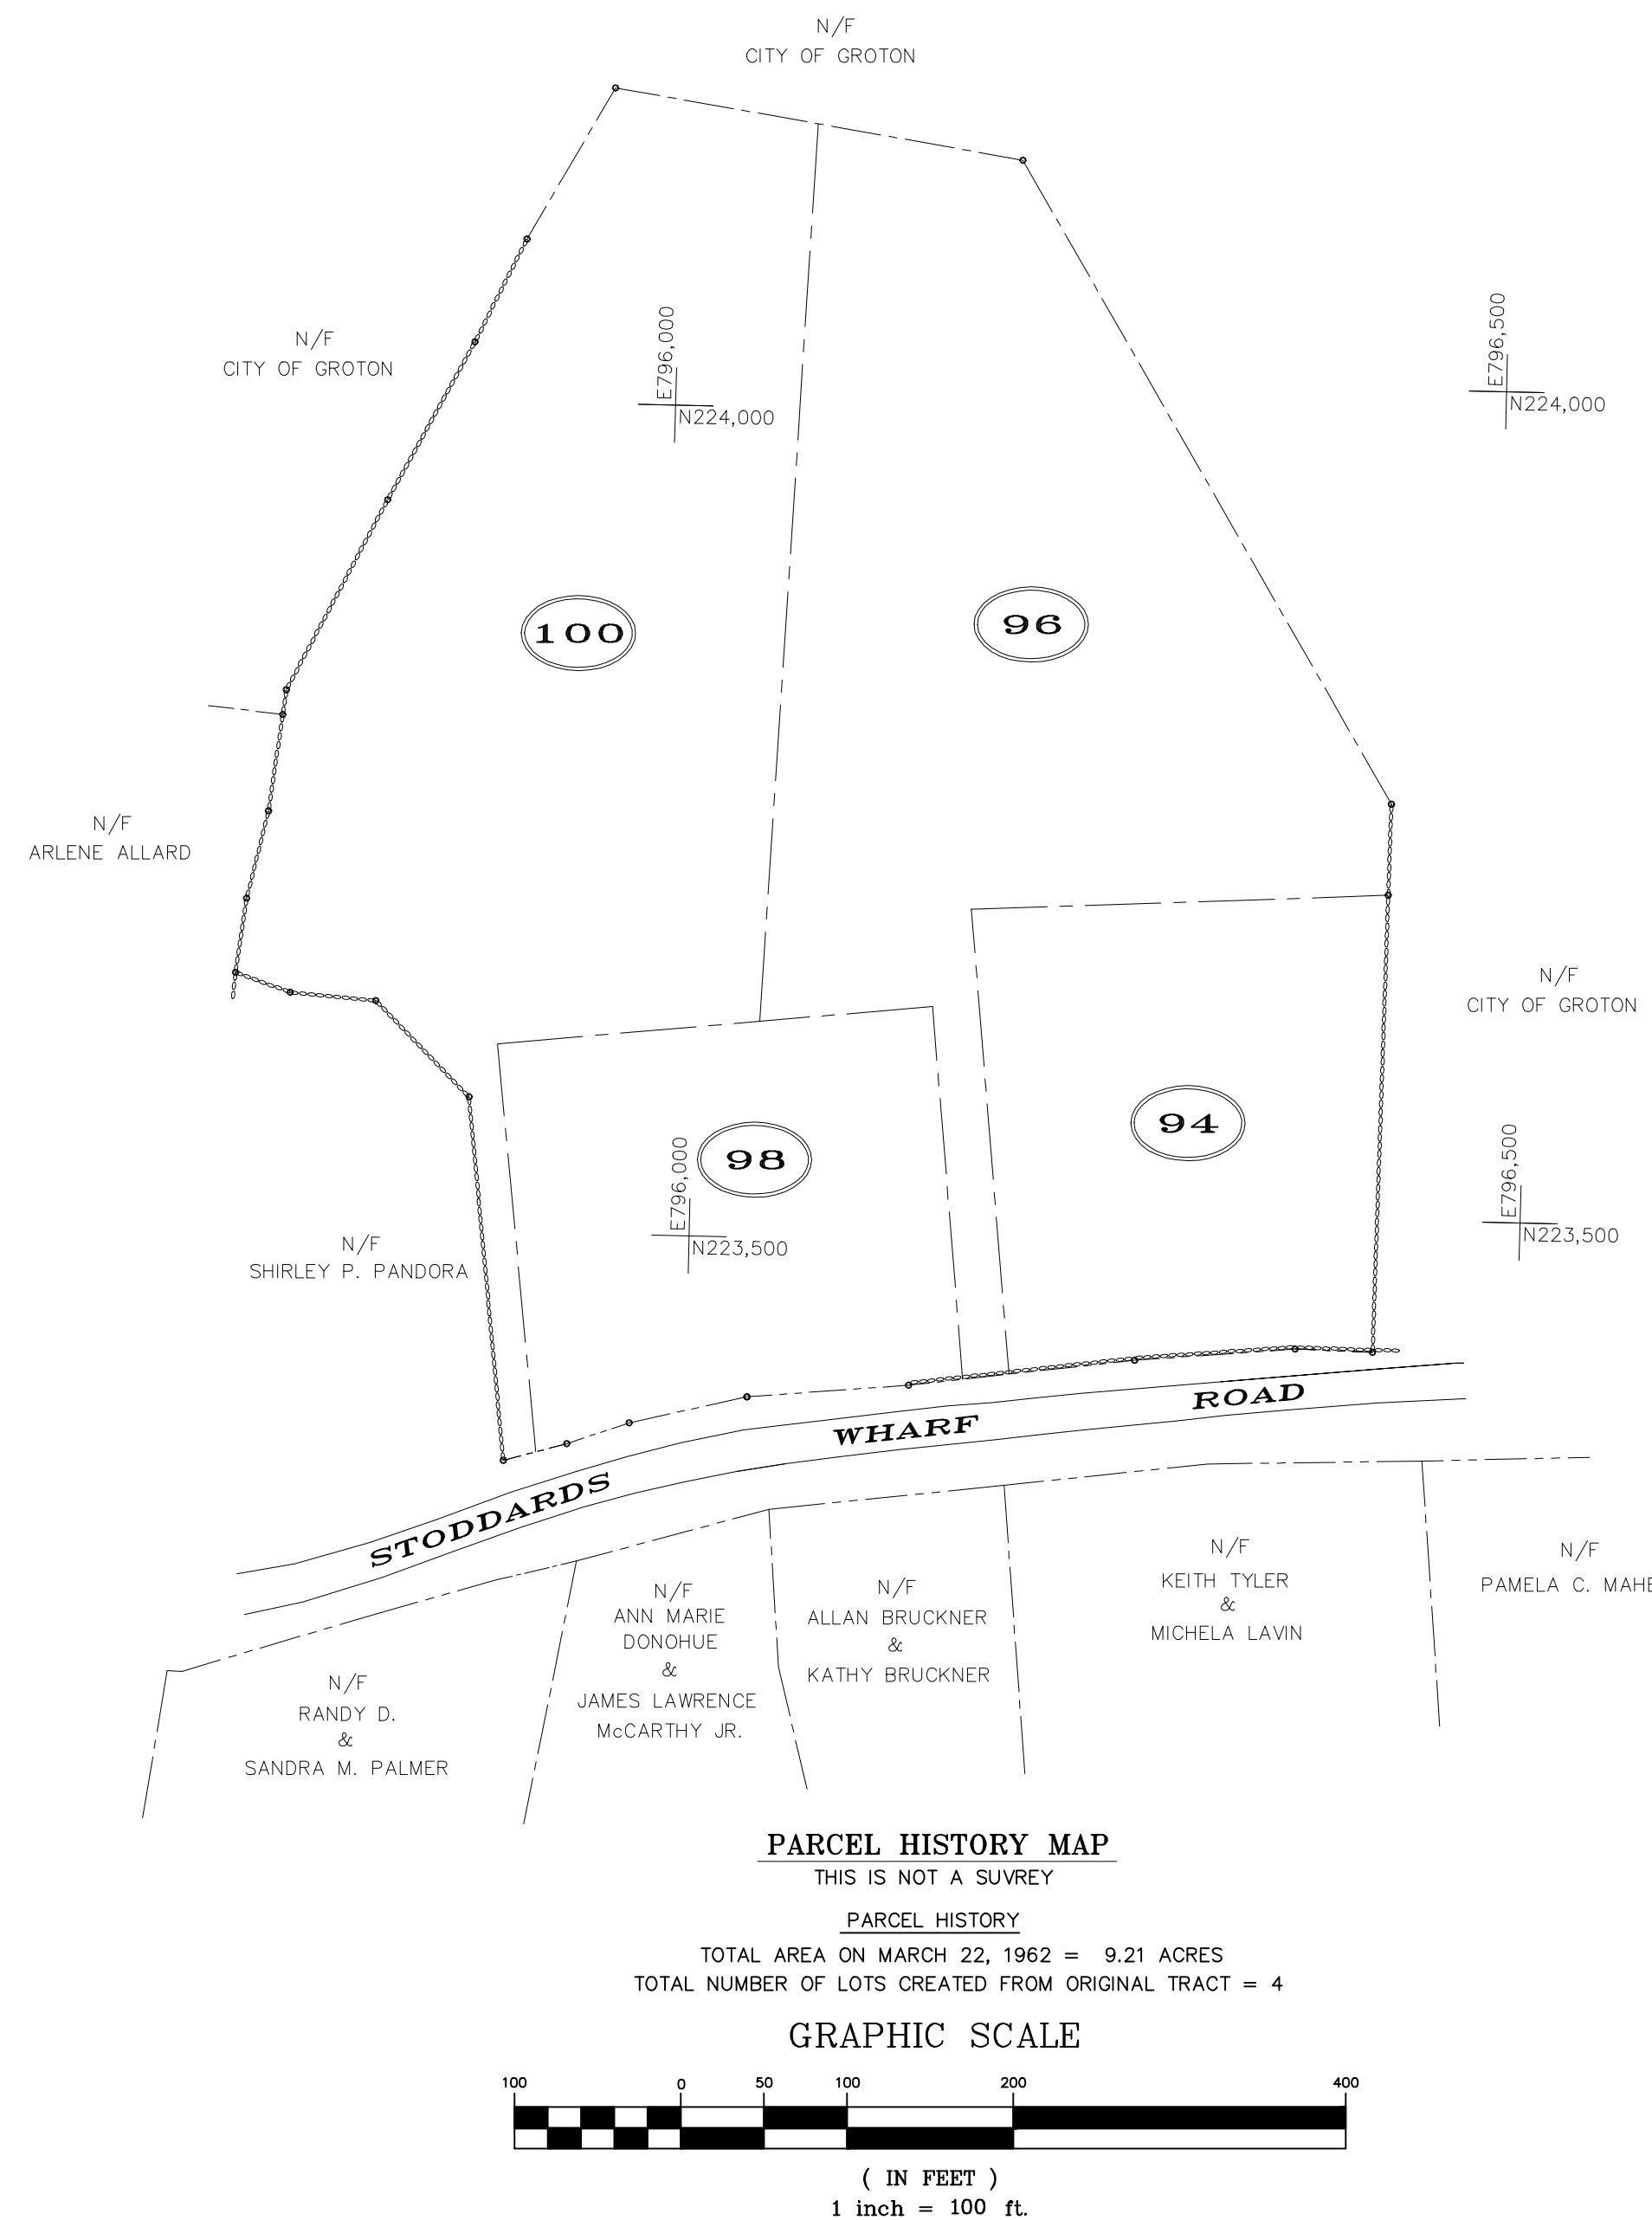 N/F
CITY OF GROTON
N/F
CITY OF GROTON
E796,000
N224,000
E796,500
N224,000
100
96
N/F
ARLENE ALLARD
N/F
CITY OF GROTON
94
98
E796,000
N223,500
E796,500
N223,500
N/F
SHIRLEY P. PANDORA
STODDARDS WHARF ROAD
N/F
RANDY D.
&
SANDRA M. PALMER
N/F
ANN MARIE
DONOHUE
&
JAMES LAWRENCE
McCARTHY JR.
N/F
ALLAN BRUCKNER
&
KATHY BRUCKNER
N/F
KEITH TYLER
&
MICHELA LAVIN
N/F
PAMELA C. MAHE
PARCEL HISTORY MAP
THIS IS NOT A SUVREY
PARCEL HISTORY
TOTAL AREA ON MARCH 22, 1962 = 9.21 ACRES
TOTAL NUMBER OF LOTS CREATED FROM ORIGINAL TRACT = 4
GRAPHIC SCALE
100 0 50 100 200 400
( IN FEET )
1 inch = 100 ft.